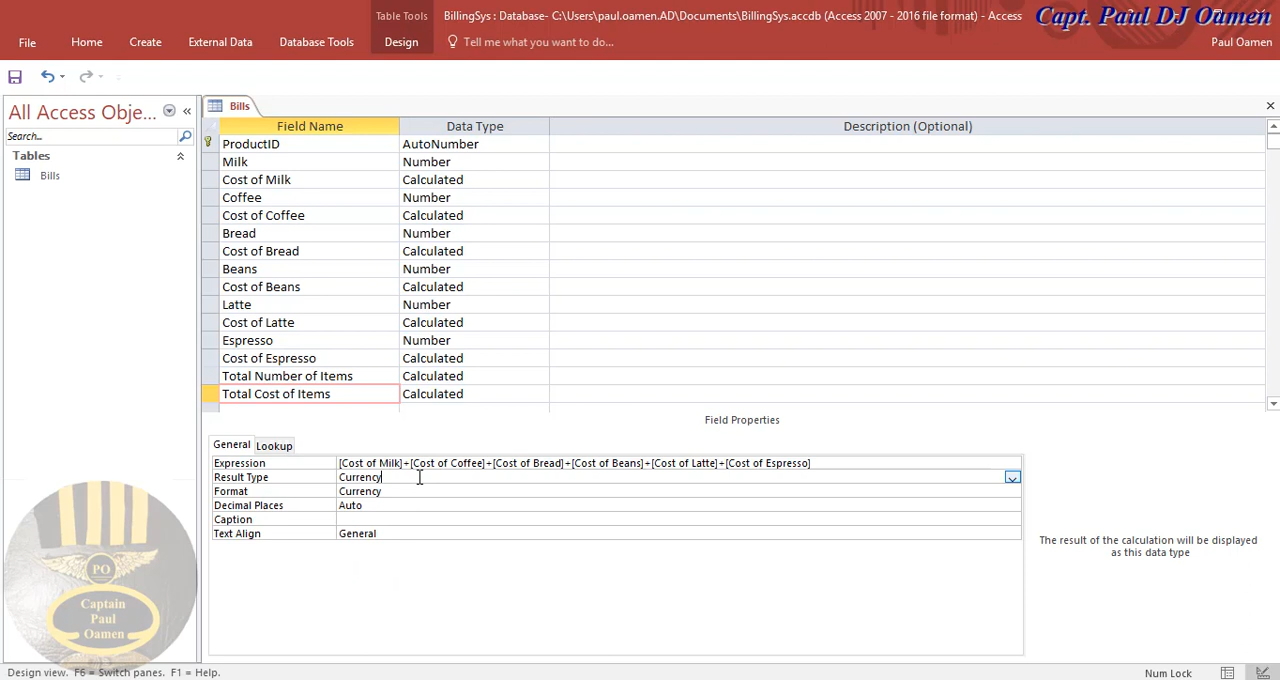 Table Tools
BillingSys : Database- C:\Users\paul.oamen.AD\Documents\BillingSys.accdb (Access 2007 - 2016 file format) - Access
Capt. Paul DJ Oamen
File
Home
Create
External Data
Database Tools
Design
Tell me what you want to do...
Paul Oamen
All Access Obje...
Search...
Tables
Bills
Bills
Field Name Data Type Description (Optional)
ProductID AutoNumber
Milk Number
Cost of Milk Calculated
Coffee Number
Cost of Coffee Calculated
Bread Number
Cost of Bread Calculated
Beans Number
Cost of Beans Calculated
Latte Number
Cost of Latte Calculated
Espresso Number
Cost of Espresso Calculated
Total Number of Items Calculated
Total Cost of Items Calculated
Field Properties
General Lookup
Expression [Cost of Milk]+[Cost of Coffee]+[Cost of Bread]+[Cost of Beans]+[Cost of Latte]+[Cost of Espresso]
Result Type Currency
Format Currency
Decimal Places Auto
Caption
Text Align General
The result of the calculation will be displayed
as this data type
PO
Captain
Paul
Oamen
Design view. F6 = Switch panes. F1 = Help.
Num Lock